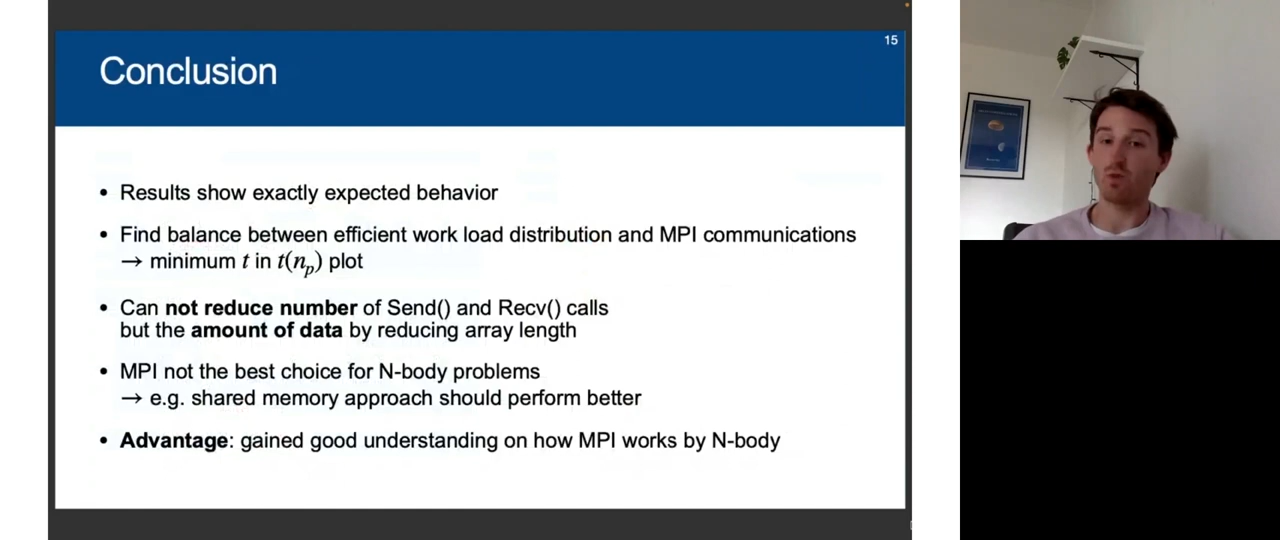 15
Conclusion
• Results show exactly expected behavior
• Find balance between efficient work load distribution and MPI communications
→ minimum t in t(nₚ) plot
• Can not reduce number of Send() and Recv() calls
but the amount of data by reducing array length
• MPI not the best choice for N-body problems
→ e.g. shared memory approach should perform better
• Advantage: gained good understanding on how MPI works by N-body